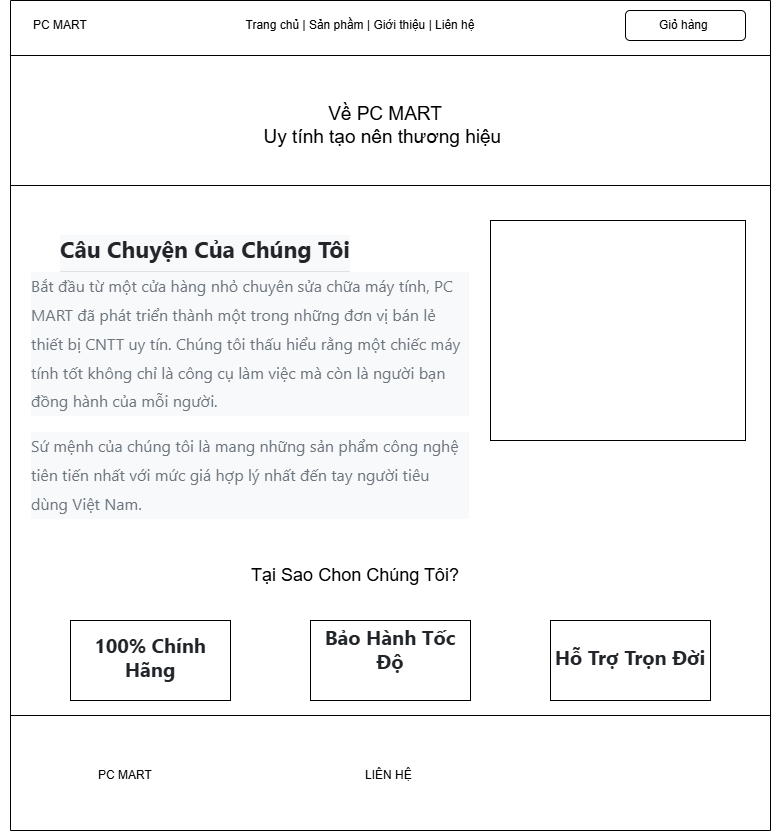 PC MART
Trang chủ | Sản phầm | Giới thiệu | Liên hệ
Giỏ hàng
Về PC MART
Uy tính tạo nên thương hiệu
Câu Chuyện Của Chúng Tôi
Bắt đầu từ một cửa hàng nhỏ chuyên sửa chữa máy tính, PC
MART đã phát triển thành một trong những đơn vị bán lẻ
thiết bị CNTT uy tín. Chúng tôi thấu hiểu rằng một chiếc máy
tính tốt không chỉ là công cụ làm việc mà còn là người bạn
đồng hành của mỗi người.
Sứ mệnh của chúng tôi là mang những sản phẩm công nghệ
tiên tiến nhất với mức giá hợp lý nhất đến tay người tiêu
dùng Việt Nam.
Tại Sao Chon Chúng Tôi?
100% Chính
Hãng
Bảo Hành Tốc
Độ
Hỗ Trợ Trọn Đời
PC MART
LIÊN HỆ